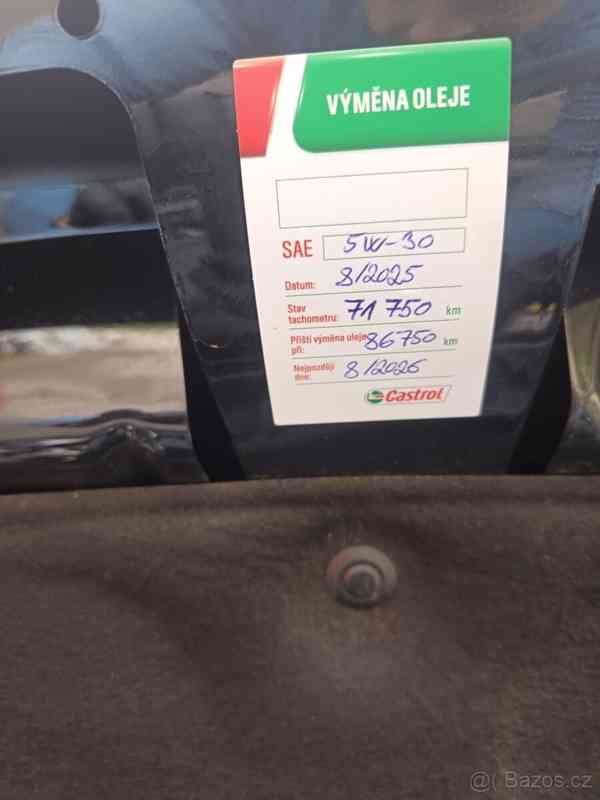 VÝMĚNA OLEJE
SAE 5W-30
Datum: 8/2025
Stav
tachometru: 71 750 km
Příští výměna oleje
při: 86750 km
Nejpozději
dne: 8/2026
Castrol
@( Bazos.cz